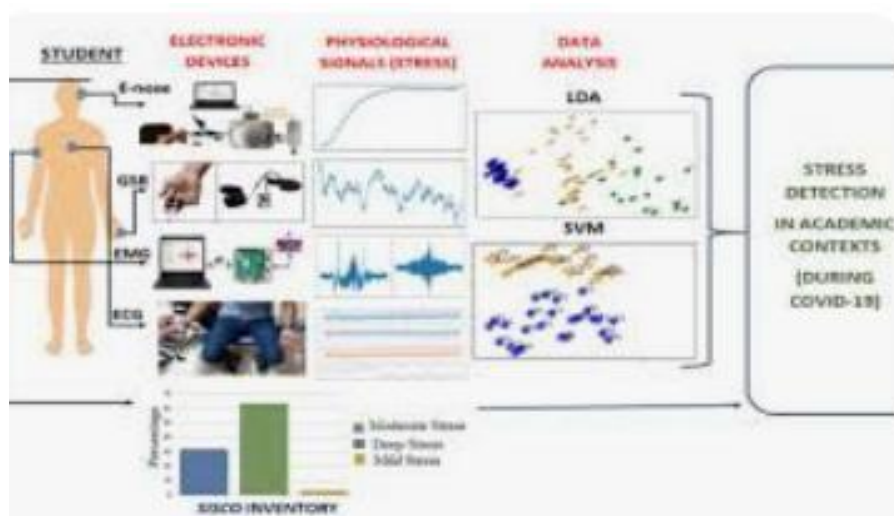 STUDENT
ELECTRONIC
DEVICES
PHYSIOLOGICAL
SIGNALS (STRESS)
DATA
ANALYSIS
E-nose
GSR
EMG
ECG
LDA
SVM
STRESS
DETECTION
IN ACADEMIC
CONTEXTS
(DURING
COVID-19)
Percentage
Moderate Stress
Deep Stress
Mild Stress
SISCO INVENTORY